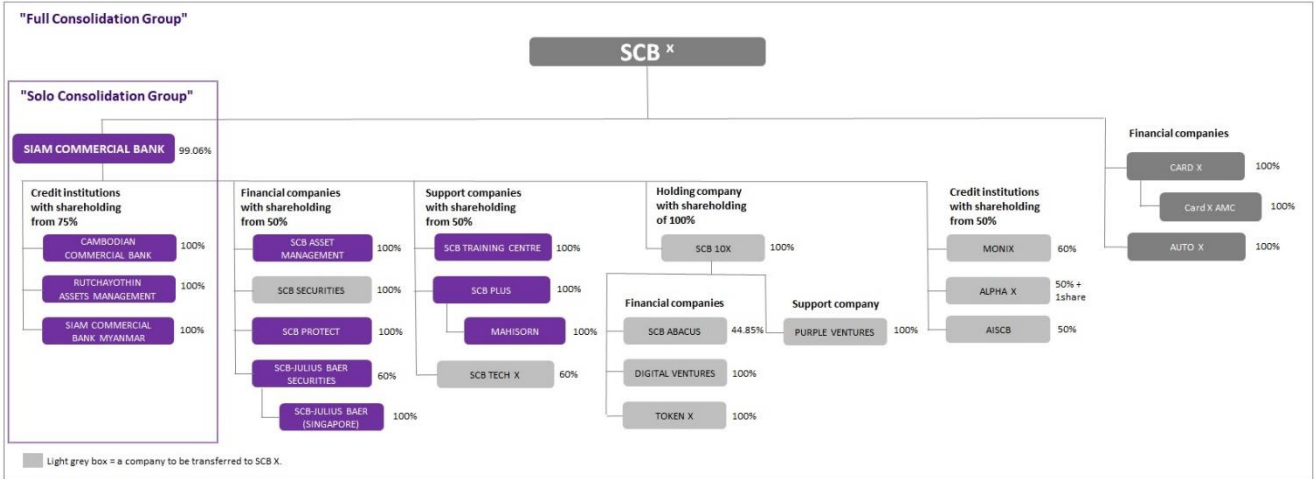 "Full Consolidation Group"
SCB X
"Solo Consolidation Group"
SIAM COMMERCIAL BANK
99.06%
Credit institutions
with shareholding
from 75%
CAMBODIAN
COMMERCIAL BANK
100%
RUTCHAYOTHIN
ASSETS MANAGEMENT
100%
SIAM COMMERCIAL
BANK MYANMAR
100%
Financial companies
with shareholding
from 50%
SCB ASSET
MANAGEMENT
100%
SCB SECURITIES
100%
SCB PROTECT
100%
SCB-JULIUS BAER
SECURITIES
60%
SCB-JULIUS BAER
(SINGAPORE)
100%
Support companies
with shareholding
from 50%
SCB TRAINING CENTRE
100%
SCB PLUS
100%
MAHISORN
100%
SCB TECH X
60%
Holding company
with shareholding
of 100%
SCB 10X
100%
Financial companies
SCB ABACUS
44.85%
DIGITAL VENTURES
100%
TOKEN X
100%
Support company
PURPLE VENTURES
100%
Credit institutions
with shareholding
from 50%
MONIX
60%
ALPHA X
50% +
1share
AISCB
50%
Financial companies
CARD X
100%
Card X AMC
100%
AUTO X
100%
Light grey box = a company to be transferred to SCB X.